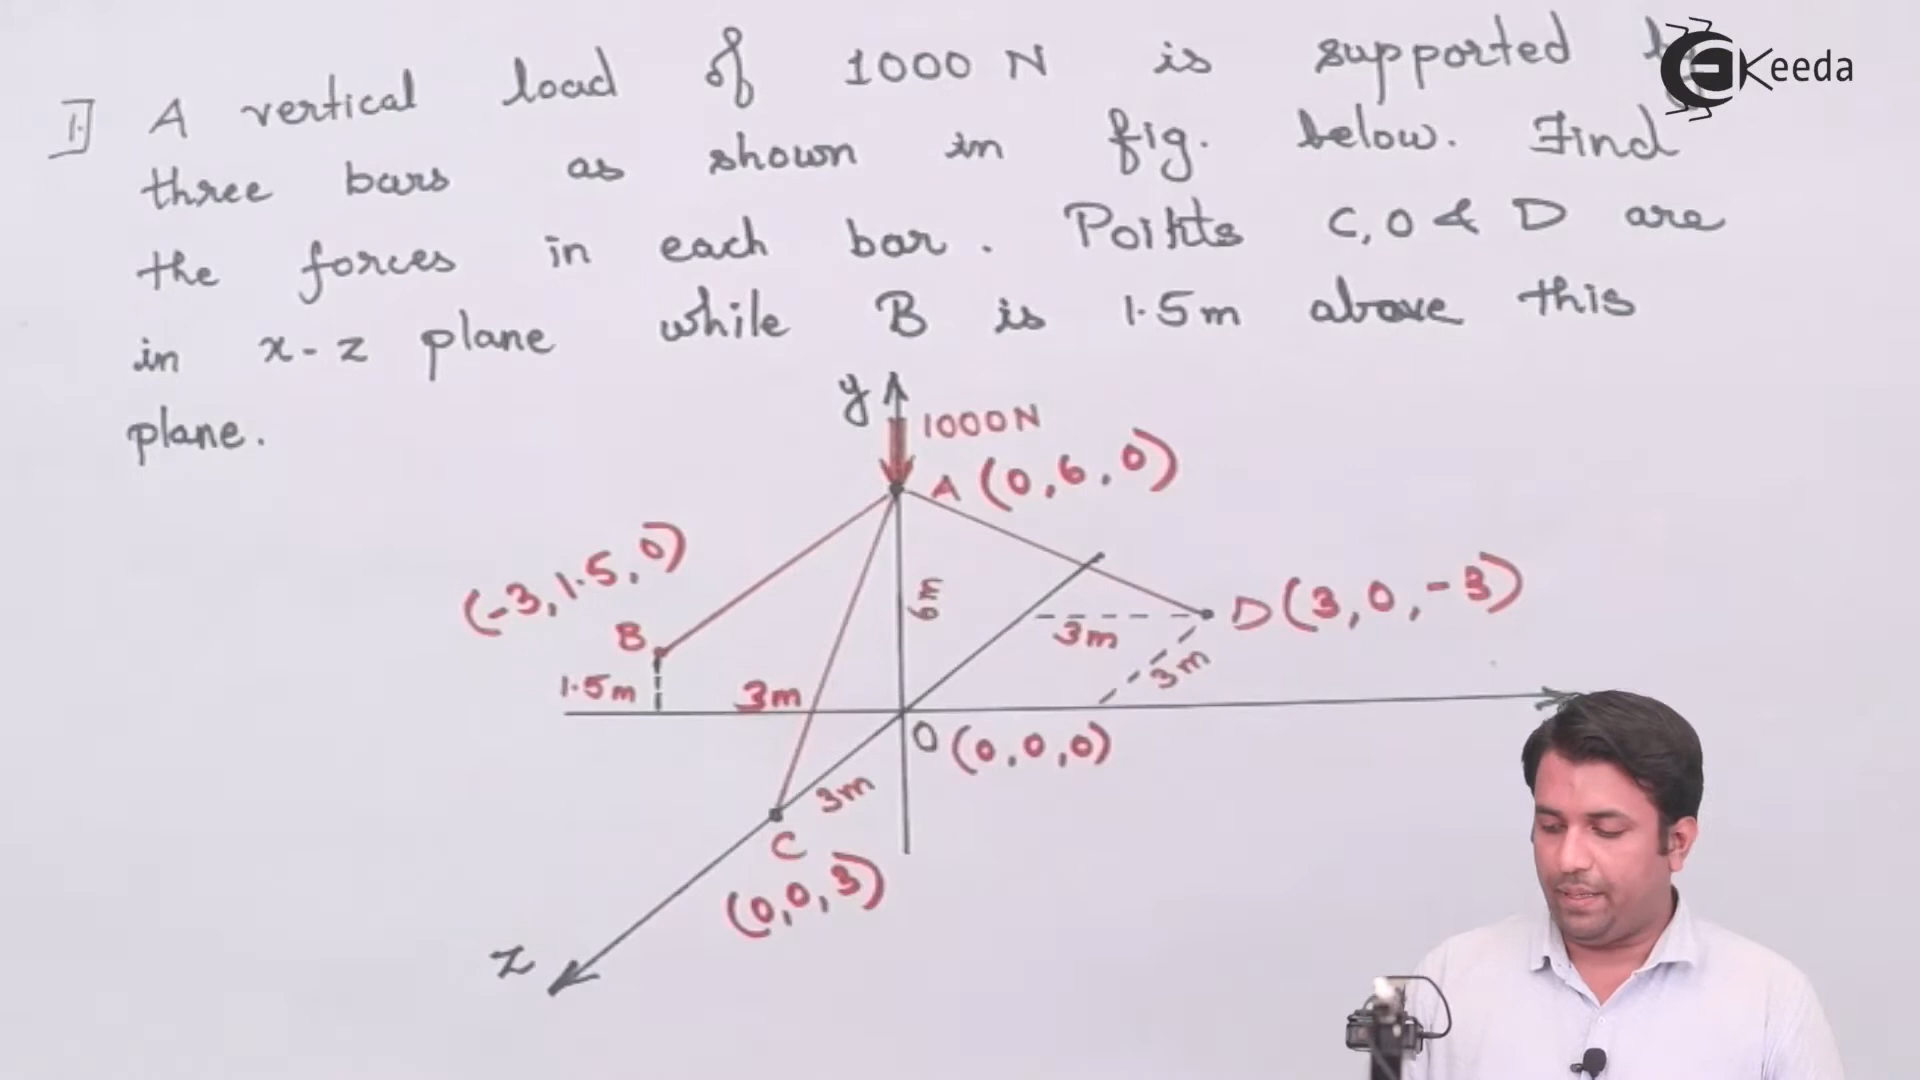 1.] A vertical load of 1000 N is supported by
three bars as shown in fig. below. Find
the forces in each bar. Points C, O & D are
in x-z plane while B is 1.5m above this
plane.
EKeeda
y
1000N
A (0,6,0)
(-3,1.5,0)
B
1.5m
3m
6m
3m
3m
D (3,0,-3)
O (0,0,0)
3m
C
(0,0,3)
z